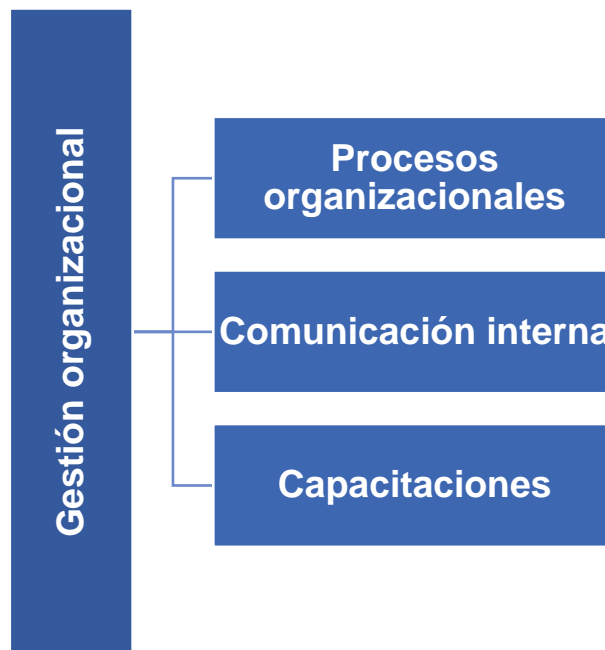 Gestión organizacional
Procesos
organizacionales
Comunicación interna
Capacitaciones